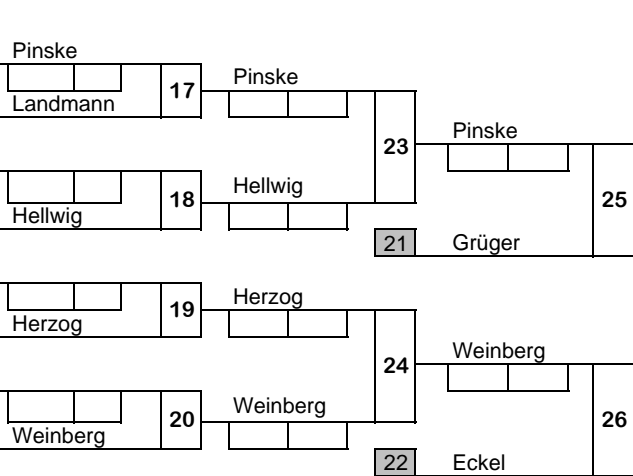 Pinske
Landmann
17
Pinske
23
Pinske
Hellwig
18
Hellwig
25
21
Grüger
Herzog
19
Herzog
24
Weinberg
Weinberg
20
Weinberg
26
22
Eckel